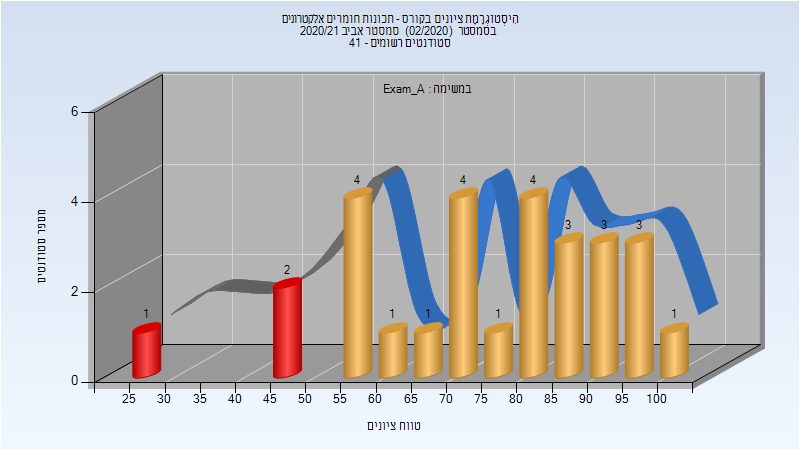 היסטוגרמת ציונים בקורס - תכונות חומרים אלקטרונים
בסמסטר (02/2020) סמסטר אביב 2020/21
סטודנטים רשומים - 41
במשימה : Exam_A
מספר סטודנטים
6
4
2
0
1
2
4
1
1
4
1
4
3
3
3
1
25 30 35 40 45 50 55 60 65 70 75 80 85 90 95 100
טווח ציונים